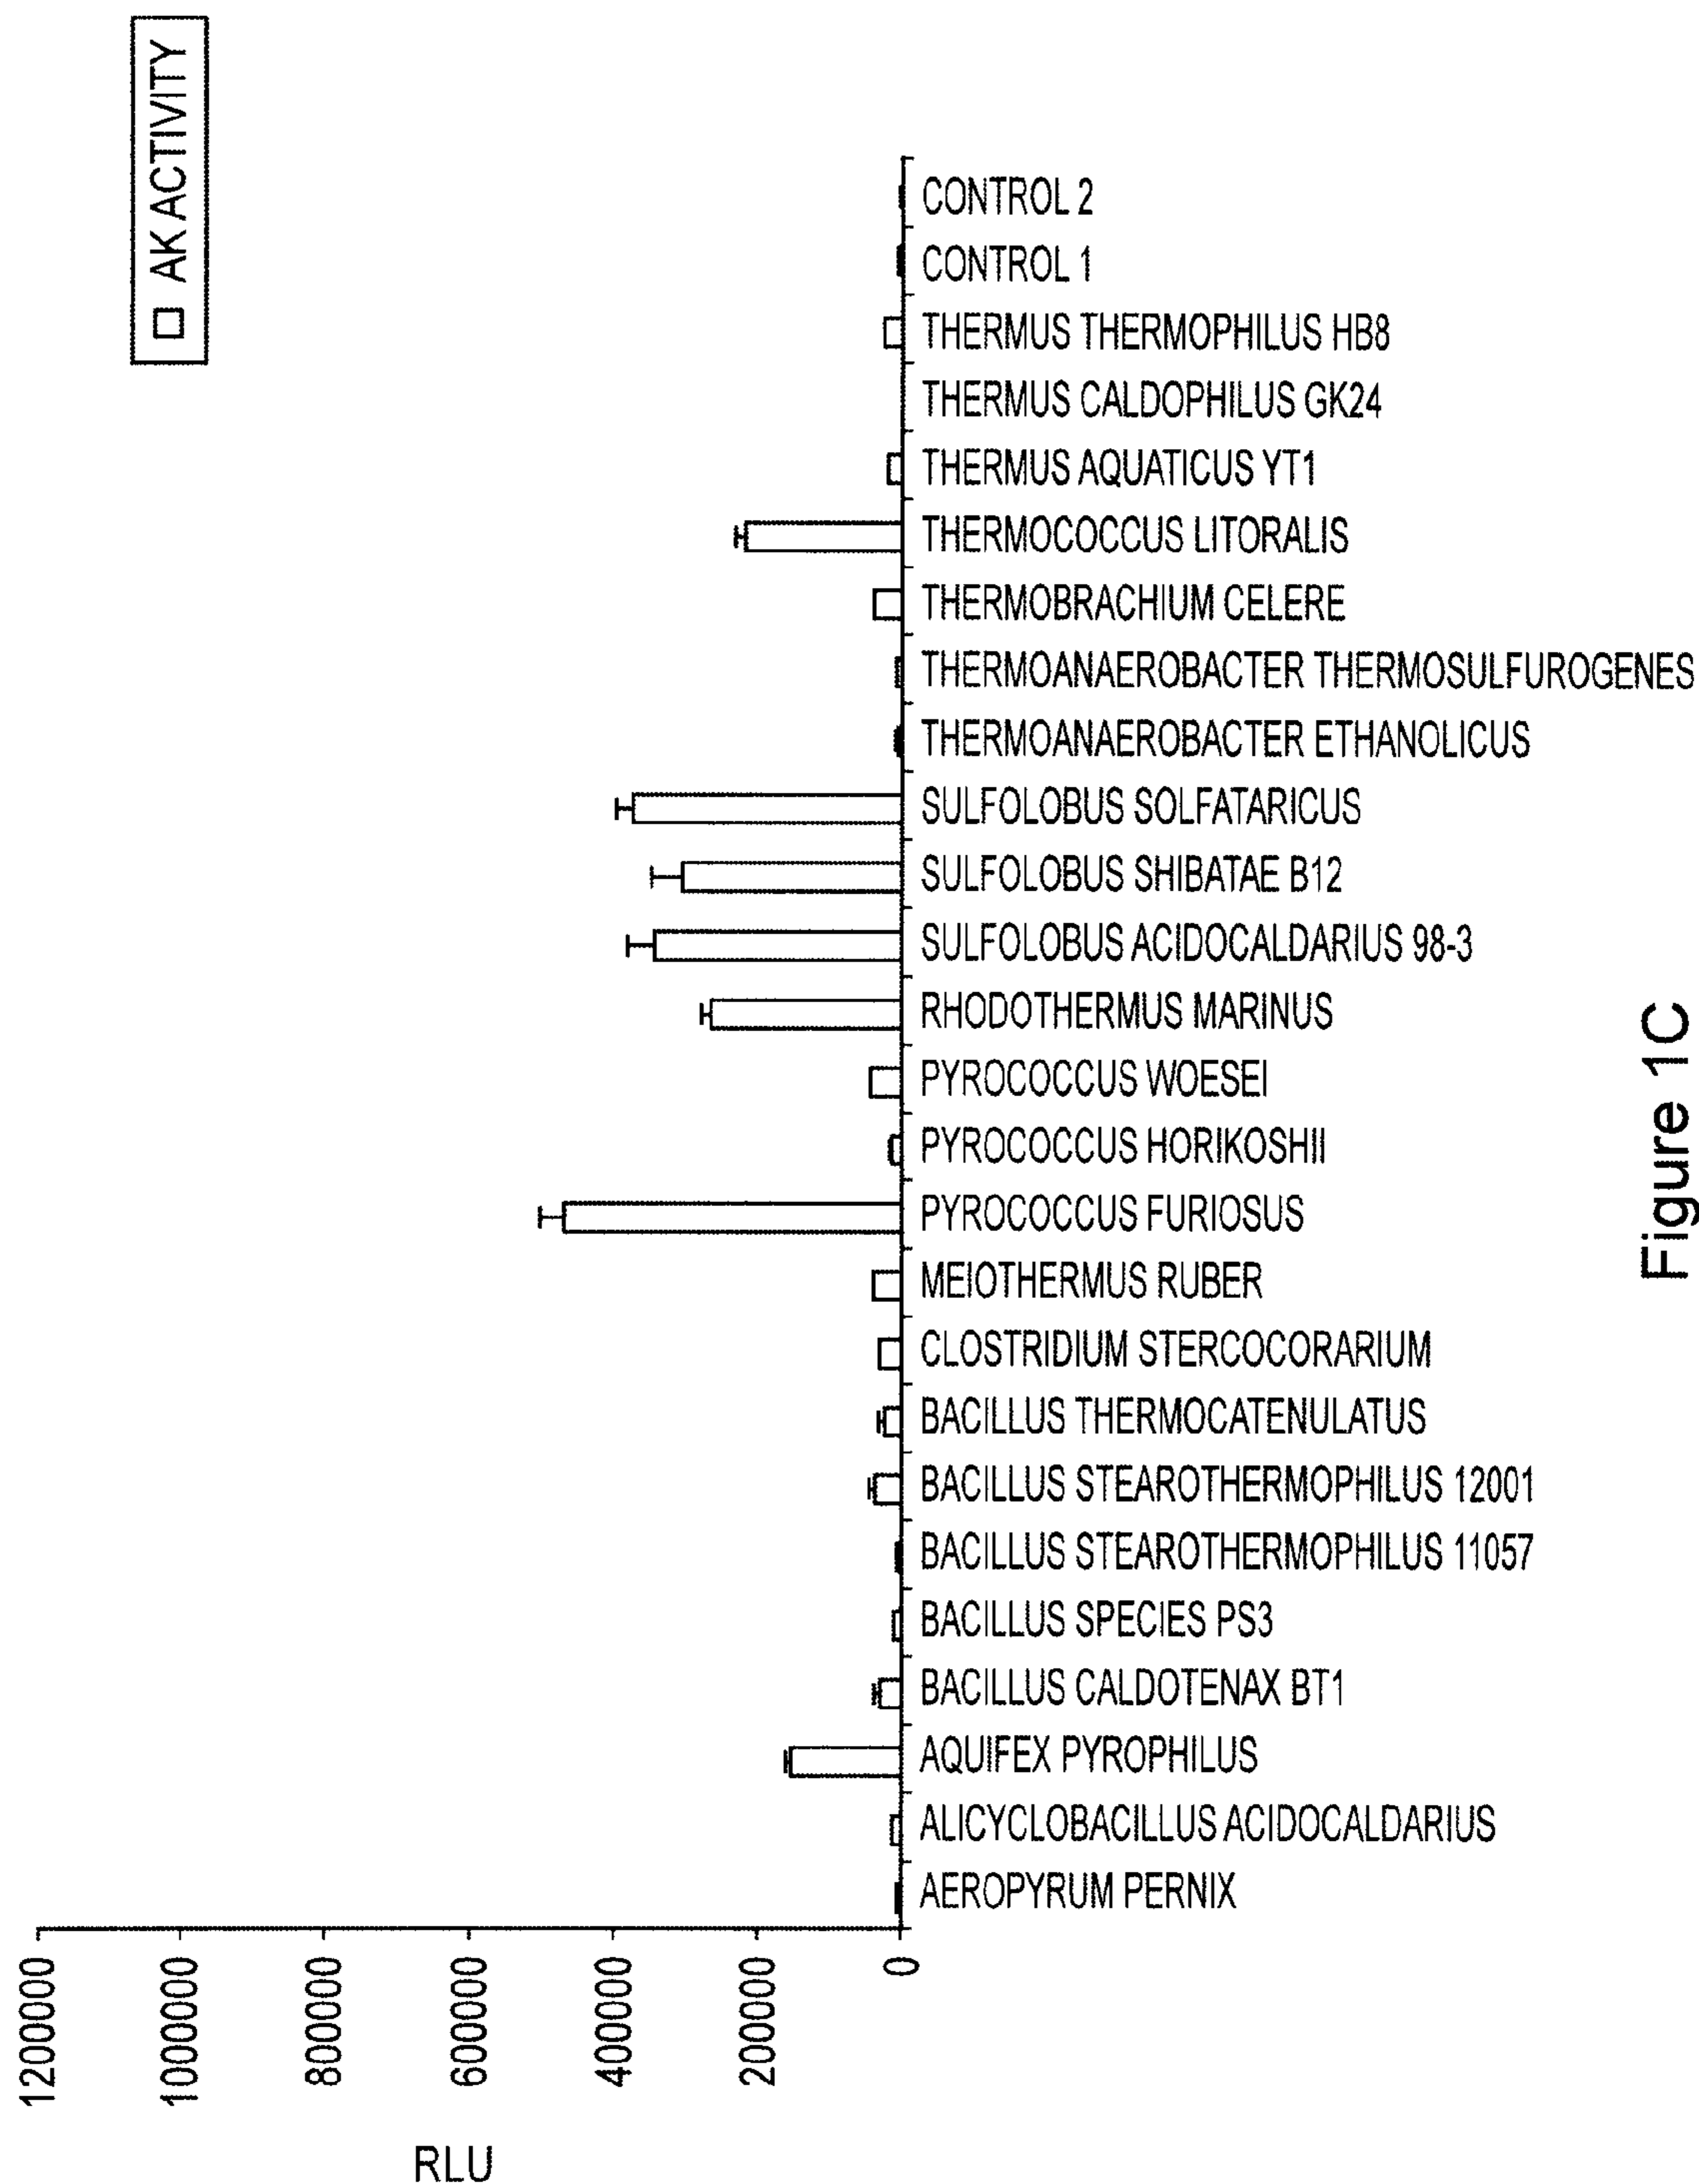 AK ACTIVITY
1200000
1000000
800000
600000
400000
200000
0
RLU
AEROPYRUM PERNIX
ALICYCLOBACILLUS ACIDOCALDARIUS
AQUIFEX PYROPHILUS
BACILLUS CALDOTENAX BT1
BACILLUS SPECIES PS3
BACILLUS STEAROTHERMOPHILUS 11057
BACILLUS STEAROTHERMOPHILUS 12001
BACILLUS THERMOCATENULATUS
CLOSTRIDIUM STERCOCORARIUM
MEIOTHERMUS RUBER
PYROCOCCUS FURIOSUS
PYROCOCCUS HORIKOSHII
PYROCOCCUS WOESEI
RHODOTHERMUS MARINUS
SULFOLOBUS ACIDOCALDARIUS 98-3
SULFOLOBUS SHIBATAE B12
SULFOLOBUS SOLFATARICUS
THERMOANAEROBACTER ETHANOLICUS
THERMOANAEROBACTER THERMOSULFUROGENES
THERMOBRACHIUM CELERE
THERMOCOCCUS LITORALIS
THERMUS AQUATICUS YT1
THERMUS CALDOPHILUS GK24
THERMUS THERMOPHILUS HB8
CONTROL 1
CONTROL 2
Figure 1C